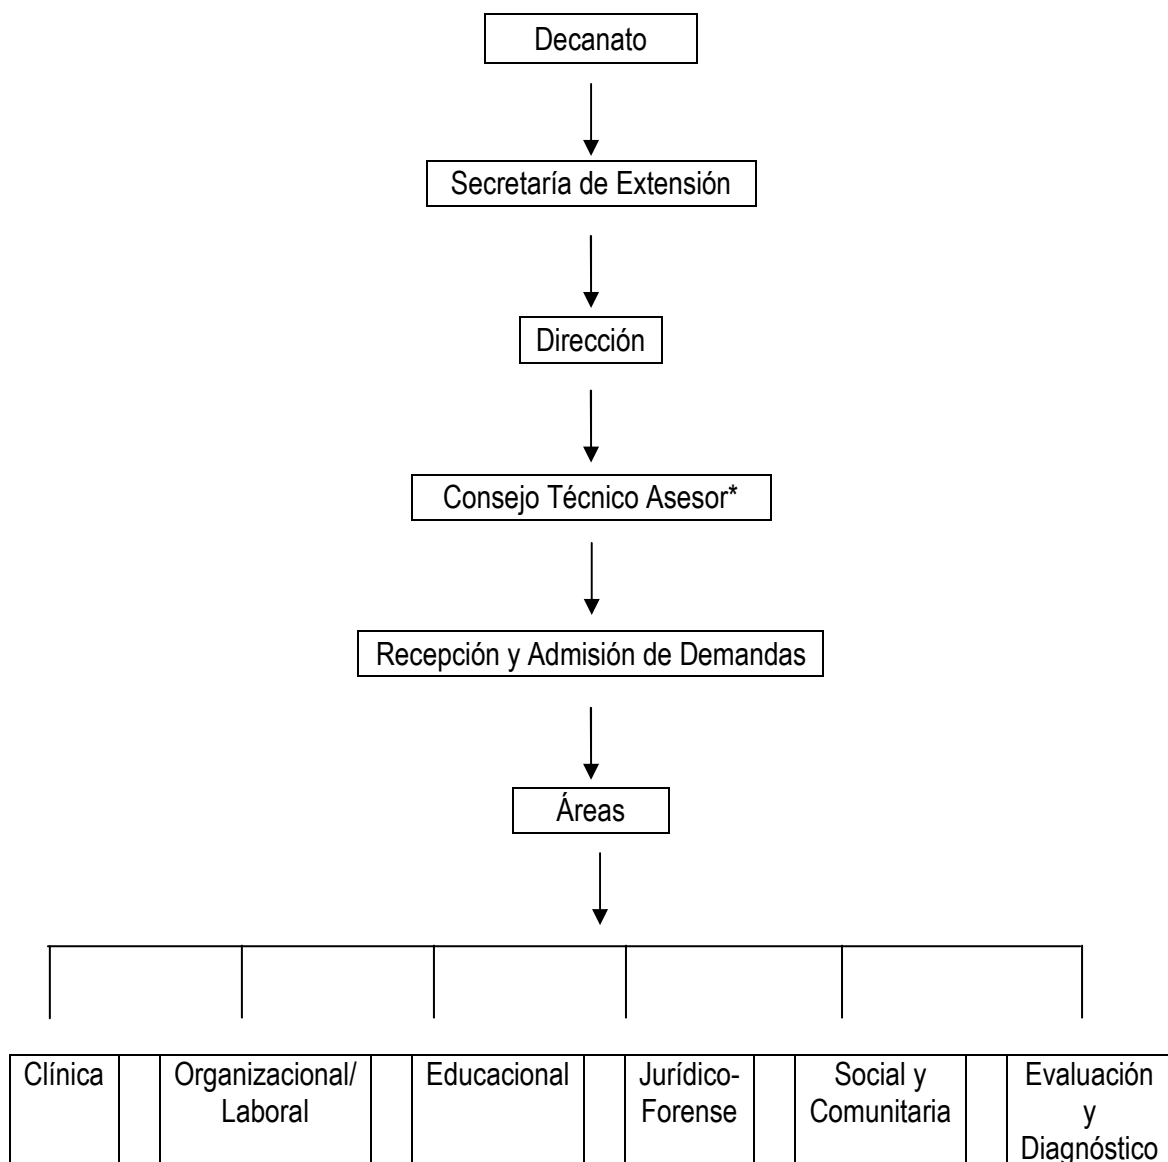 Decanato
Secretaría de Extensión
Dirección
Consejo Técnico Asesor*
Recepción y Admisión de Demandas
Áreas
Clínica
Organizacional/
Laboral
Educacional
Jurídico-
Forense
Social y
Comunitaria
Evaluación
y
Diagnóstico